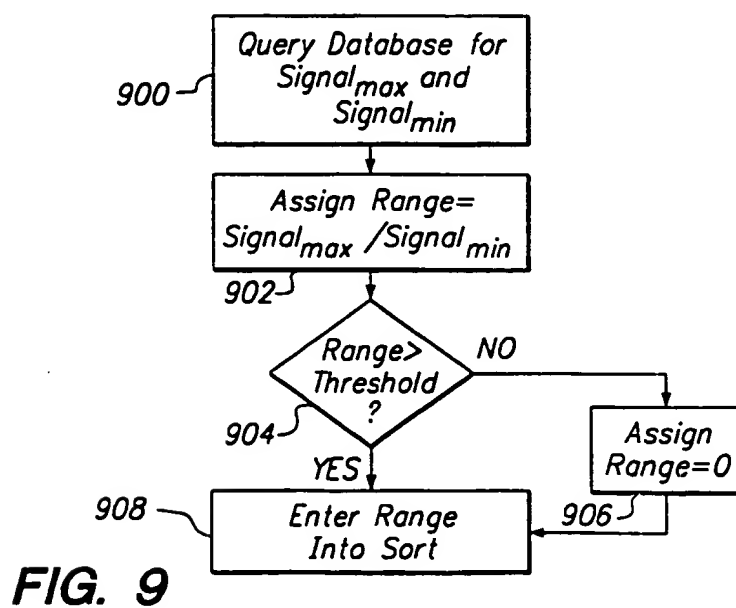 Query Database for
Signalmax and
Signalmin
900
Assign Range=
Signalmax /Signalmin
902
Range>
Threshold
?
904
NO
YES
Assign
Range=0
906
908
Enter Range
Into Sort
FIG. 9